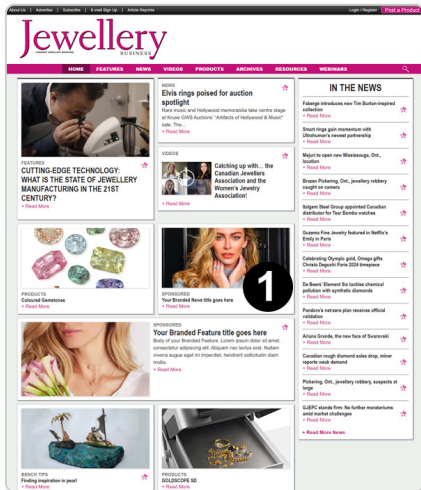 About Us | Advertise | Subscribe | E-mail Sign Up | Article Reprints
Login / Register
Post a Product
Jewellery
BUSINESS
HOME
FEATURES
NEWS
VIDEOS
PRODUCTS
ARCHIVES
RESOURCES
WEBINARS
FEATURES
CUTTING-EDGE TECHNOLOGY:
WHAT IS THE STATE OF JEWELLERY
MANUFACTURING IN THE 21ST
CENTURY?
+ Read More
NEWS
Elvis rings poised for auction
spotlight
Rare music and Hollywood memorabilia take centre stage
at Kruse GWS Auctions' "Artifacts of Hollywood & Music"
sale. The...
+ Read More
VIDEOS
Catching up with... the
Canadian Jewellers
Association and the
Women's Jewelry
Association!
+ Read More
PRODUCTS
Coloured Gemstones
+ Read More
SPONSORED
Your Branded News title goes here
+ Read More
1
SPONSORED
Your Branded Feature title goes here
Body of your Branded Feature. Lorem ipsum dolor sit amet,
consectetur adipiscing elit. Aliquam nec lectus erat. Nullam
viverra augue eget mi imperdiet, hendrerit sollicitudin diam
mollis.
+ Read More
BENCH TIPS
Finding inspiration in pearl
+ Read More
PRODUCTS
GOLDSCOPE SD
+ Read More
IN THE NEWS
Faberge introduces new Tim Burton-inspired
collection
+ Read More
Smart rings gain momentum with
Ultrahuman's newest partnership
+ Read More
Mejuri to open new Mississauga, Ont.,
location
+ Read More
Brazen Pickering, Ont., jewellery robbery
caught on camera
+ Read More
Italgem Steel Group appointed Canadian
distributor for Tsar Bomba watches
+ Read More
Guzema Fine Jewelry featured in Netflix's
Emily in Paris
+ Read More
Celebrating Olympic gold, Omega gifts
Christa Deguchi Paris 2024 timepiece
+ Read More
De Beers' Element Six tackles chemical
pollution with synthetic diamonds
+ Read More
Pandora's net-zero plan receives official
validation
+ Read More
Ariana Grande, the new face of Swarovski
+ Read More
Canadian rough diamond sales drop, minor
reports weak demand
+ Read More
Pickering, Ont., jewellery robbery, suspects at
large
+ Read More
GJEPC stands firm: No further moratoriums
amid market challenges
+ Read More
+ Read More News